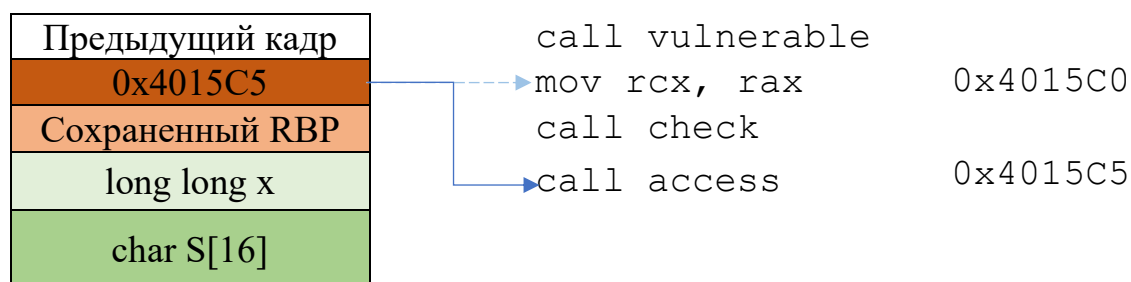 Предыдущий кадр
0x4015C5
Сохраненный RBP
long long x
char S[16]
call vulnerable
mov rcx, rax 0x4015C0
call check
call access 0x4015C5